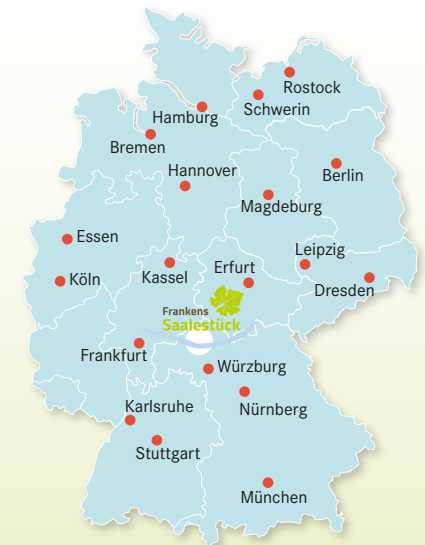 Rostock
Schwerin
Hamburg
Bremen
Berlin
Hannover
Magdeburg
Essen
Leipzig
Erfurt
Kassel
Köln
Dresden
Frankens
Saalestück
Frankfurt
Würzburg
Karlsruhe
Nürnberg
Stuttgart
München